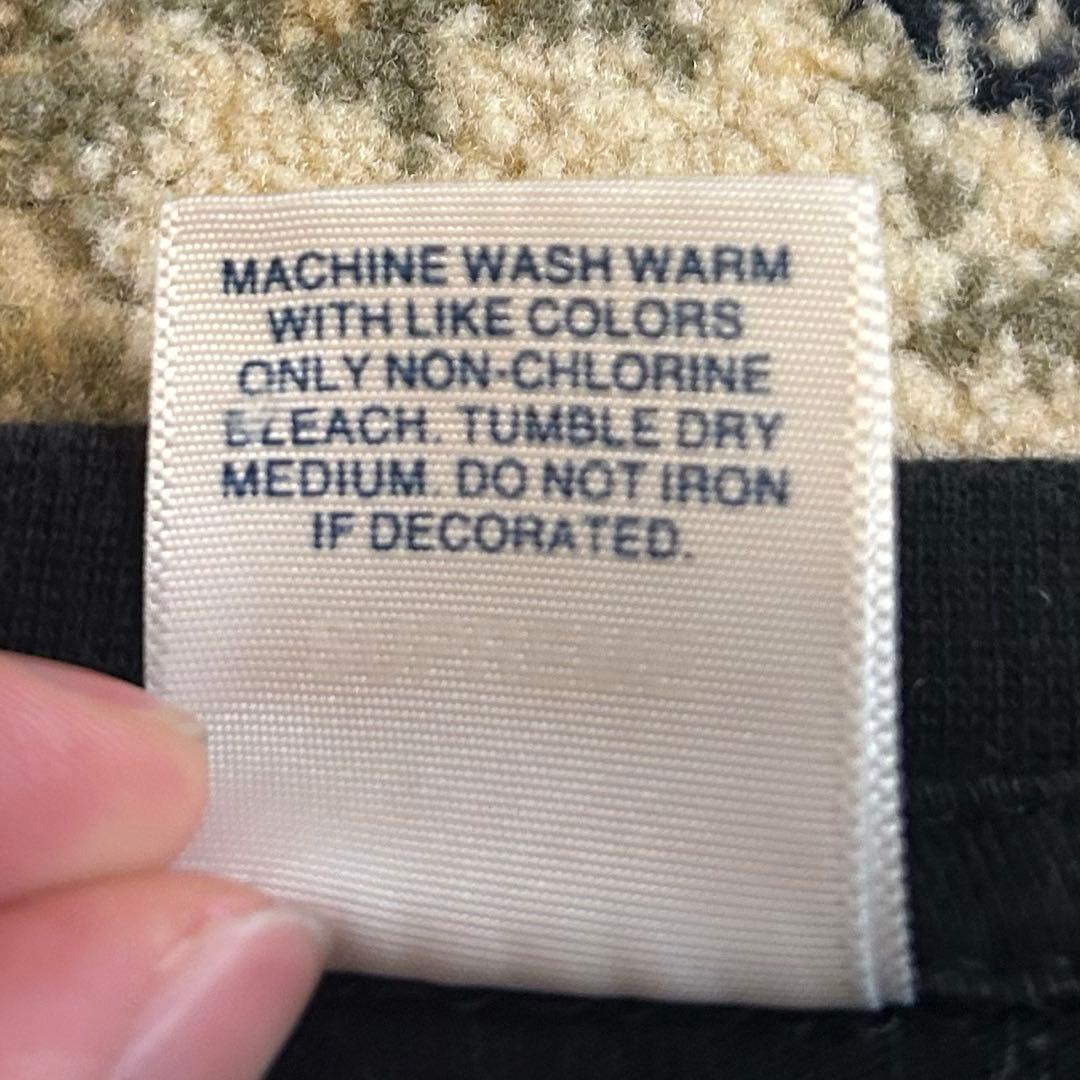 MACHINE WASH WARM
WITH LIKE COLORS
ONLY NON-CHLORINE
BLEACH. TUMBLE DRY
MEDIUM. DO NOT IRON
IF DECORATED.